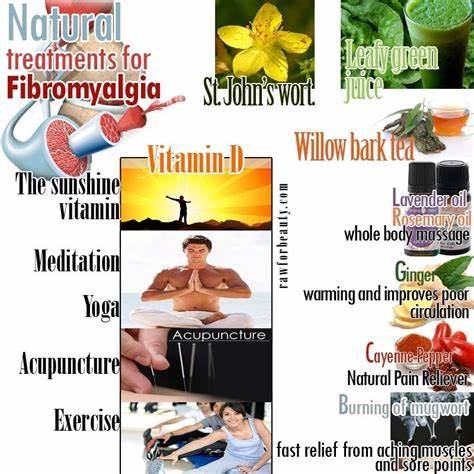 Natural
treatments for
Fibromyalgia
St. John's wort
Leafy green
juice
Willow bark tea
Vitamin D
The sunshine
vitamin
Meditation
Yoga
Acupuncture
Acupuncture
Exercise
rawforbeauty.com
Lavender oil
Rosemary oil
whole body massage
Ginger
warming and improves poor
circulation
Cayenne Pepper
Natural Pain Reliever
Burning of mugwort
fast relief from aching muscles
and sore points